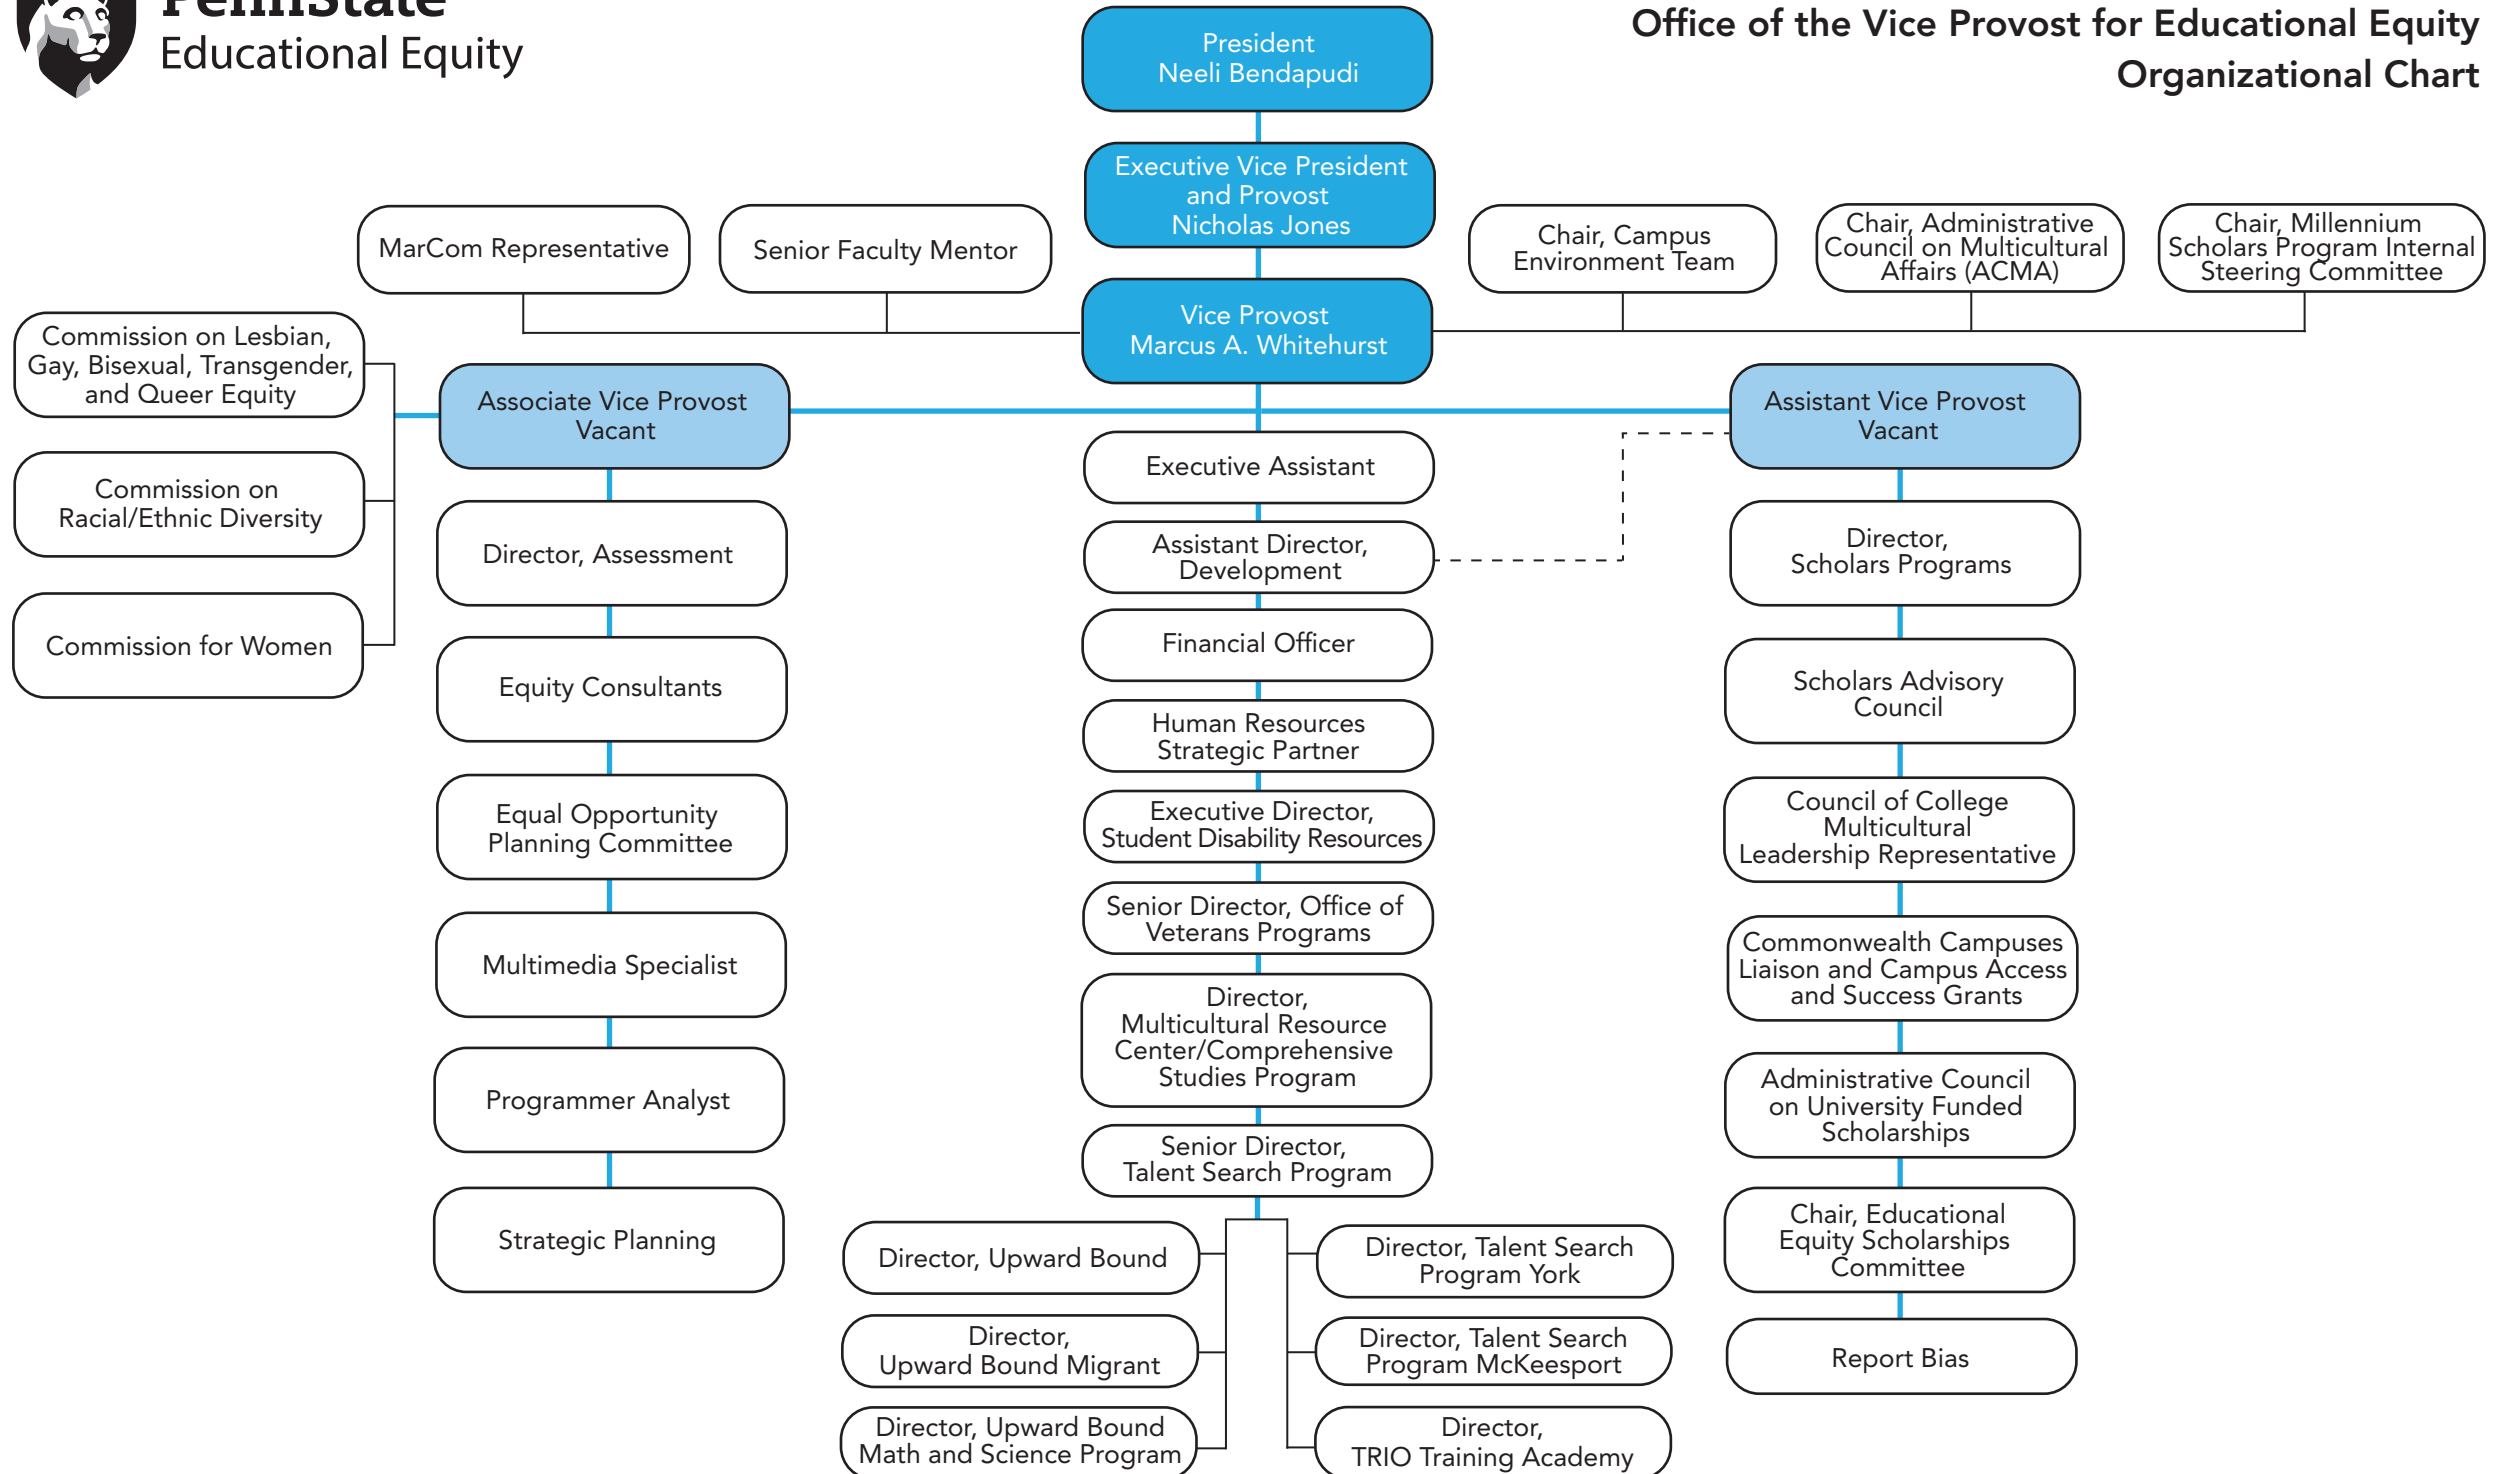 PennState
Educational Equity
Office of the Vice Provost for Educational Equity
Organizational Chart
President
Neeli Bendapudi
Executive Vice President
and Provost
Nicholas Jones
MarCom Representative
Senior Faculty Mentor
Chair, Campus
Environment Team
Chair, Administrative
Council on Multicultural
Affairs (ACMA)
Chair, Millennium
Scholars Program Internal
Steering Committee
Vice Provost
Marcus A. Whitehurst
Commission on Lesbian,
Gay, Bisexual, Transgender,
and Queer Equity
Commission on
Racial/Ethnic Diversity
Commission for Women
Associate Vice Provost
Vacant
Director, Assessment
Equity Consultants
Equal Opportunity
Planning Committee
Multimedia Specialist
Programmer Analyst
Strategic Planning
Executive Assistant
Assistant Director,
Development
Financial Officer
Human Resources
Strategic Partner
Executive Director,
Student Disability Resources
Senior Director, Office of
Veterans Programs
Director,
Multicultural Resource
Center/Comprehensive
Studies Program
Senior Director,
Talent Search Program
Director, Upward Bound
Director,
Upward Bound Migrant
Director, Upward Bound
Math and Science Program
Director, Talent Search
Program York
Director, Talent Search
Program McKeesport
Director,
TRIO Training Academy
Assistant Vice Provost
Vacant
Director,
Scholars Programs
Scholars Advisory
Council
Council of College
Multicultural
Leadership Representative
Commonwealth Campuses
Liaison and Campus Access
and Success Grants
Administrative Council
on University Funded
Scholarships
Chair, Educational
Equity Scholarships
Committee
Report Bias